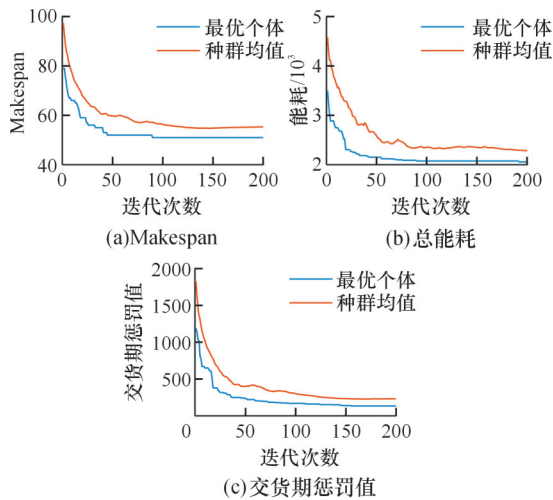 100
80
60
40
Makespan
最优个体
种群均值
0
50
100
150
200
迭代次数
(a)Makespan
5
4
3
2
能耗/10³
最优个体
种群均值
0
50
100
150
200
迭代次数
(b)总能耗
2000
1500
1000
500
交货期惩罚值
最优个体
种群均值
0
50
100
150
200
迭代次数
(c)交货期惩罚值